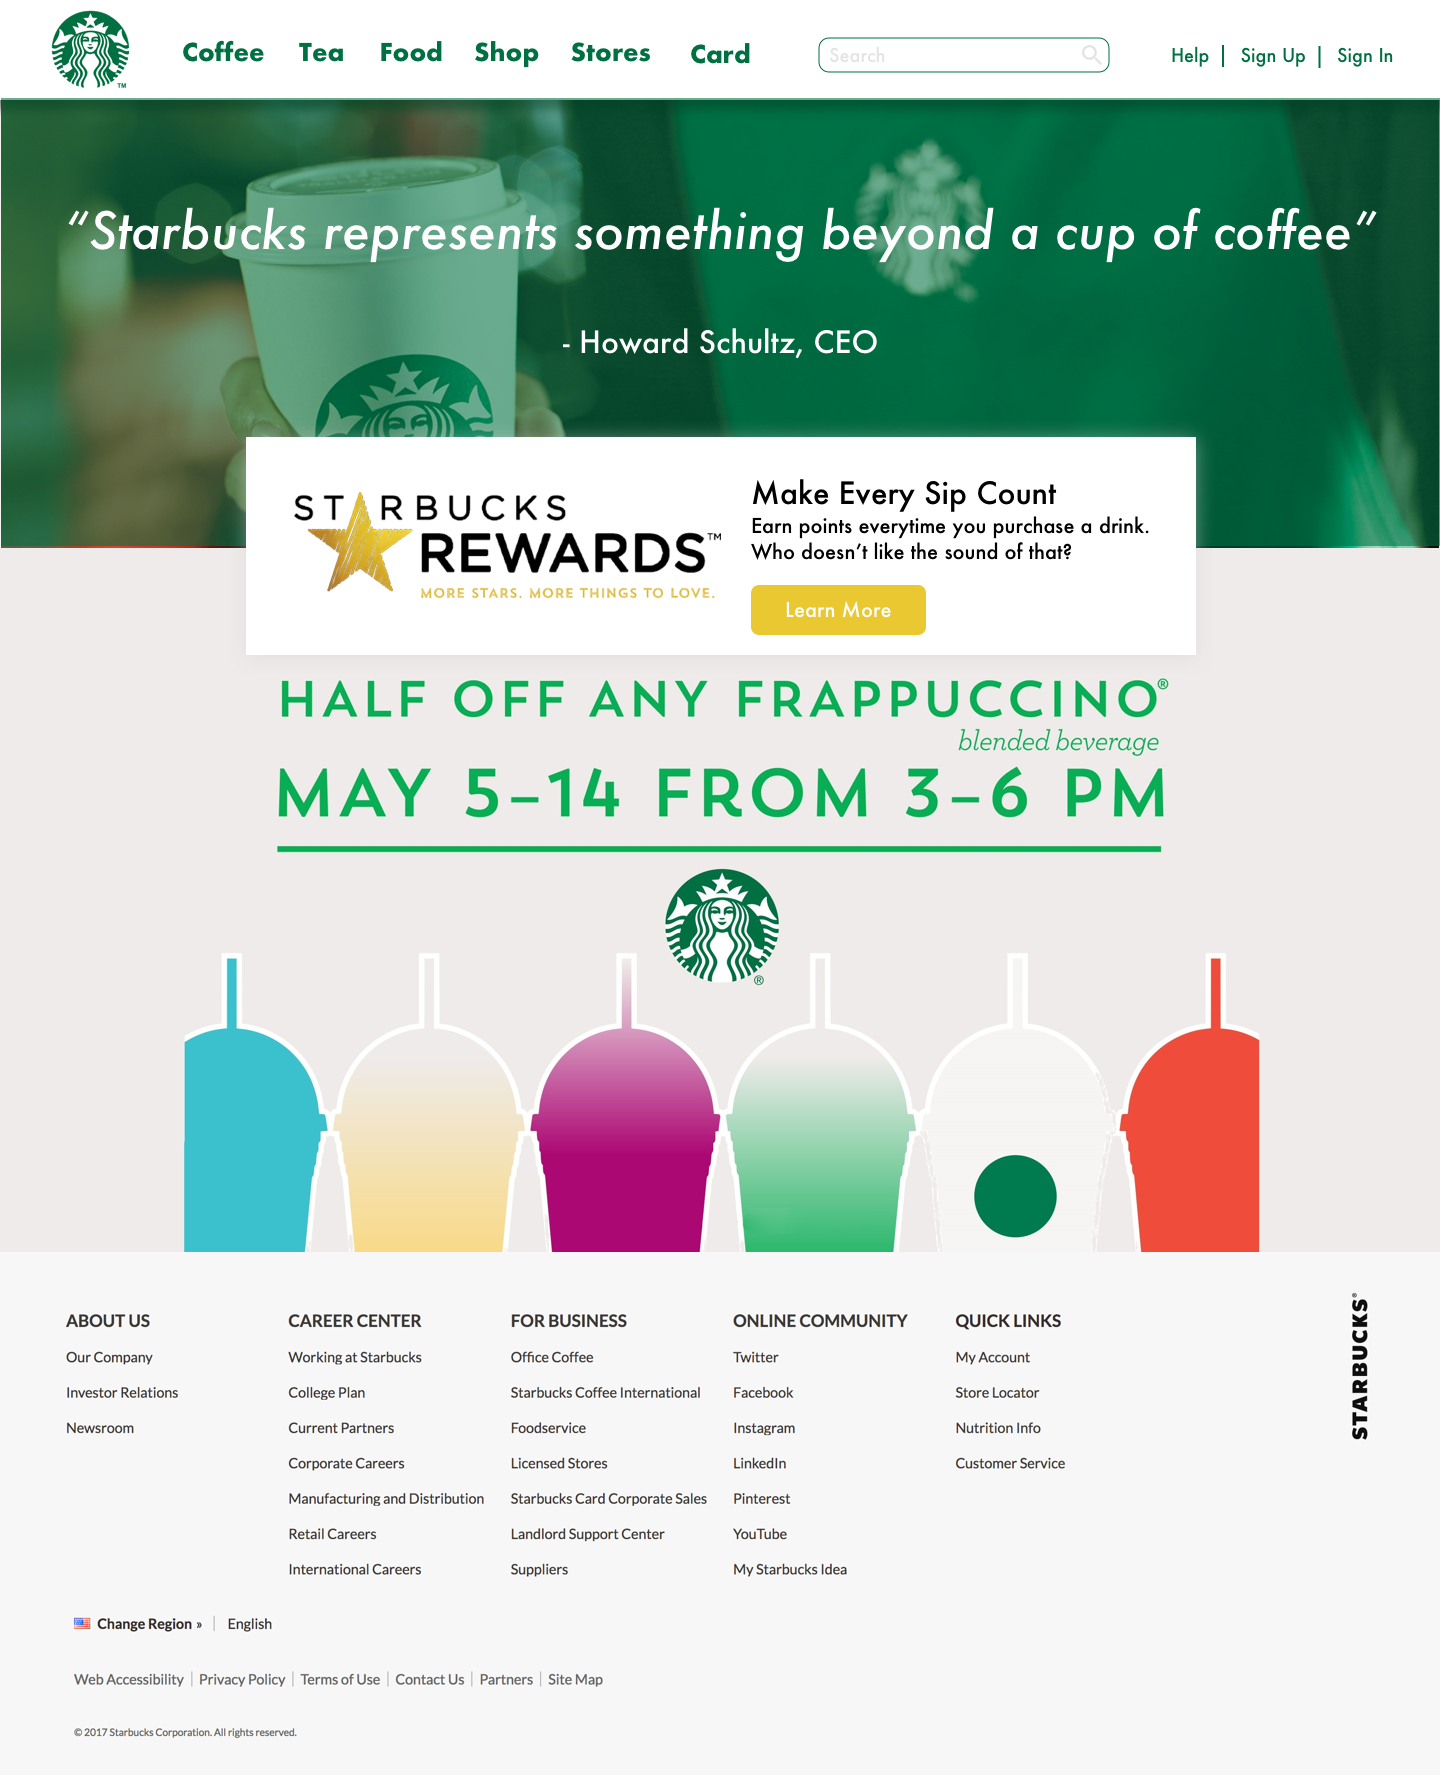 Coffee Tea Food Shop Stores Card Search Help | Sign Up | Sign In
TM
“Starbucks represents something beyond a cup of coffee”
- Howard Schultz, CEO
STARBUCKS
REWARDS™
MORE STARS. MORE THINGS TO LOVE.
Make Every Sip Count
Earn points everytime you purchase a drink.
Who doesn’t like the sound of that?
Learn More
HALF OFF ANY FRAPPUCCINO®
blended beverage
MAY 5–14 FROM 3–6 PM
®
ABOUT US
Our Company
Investor Relations
Newsroom
CAREER CENTER
Working at Starbucks
College Plan
Current Partners
Corporate Careers
Manufacturing and Distribution
Retail Careers
International Careers
FOR BUSINESS
Office Coffee
Starbucks Coffee International
Foodservice
Licensed Stores
Starbucks Card Corporate Sales
Landlord Support Center
Suppliers
ONLINE COMMUNITY
Twitter
Facebook
Instagram
LinkedIn
Pinterest
YouTube
My Starbucks Idea
QUICK LINKS
My Account
Store Locator
Nutrition Info
Customer Service
STARBUCKS®
Change Region » | English
Web Accessibility | Privacy Policy | Terms of Use | Contact Us | Partners | Site Map
© 2017 Starbucks Corporation. All rights reserved.